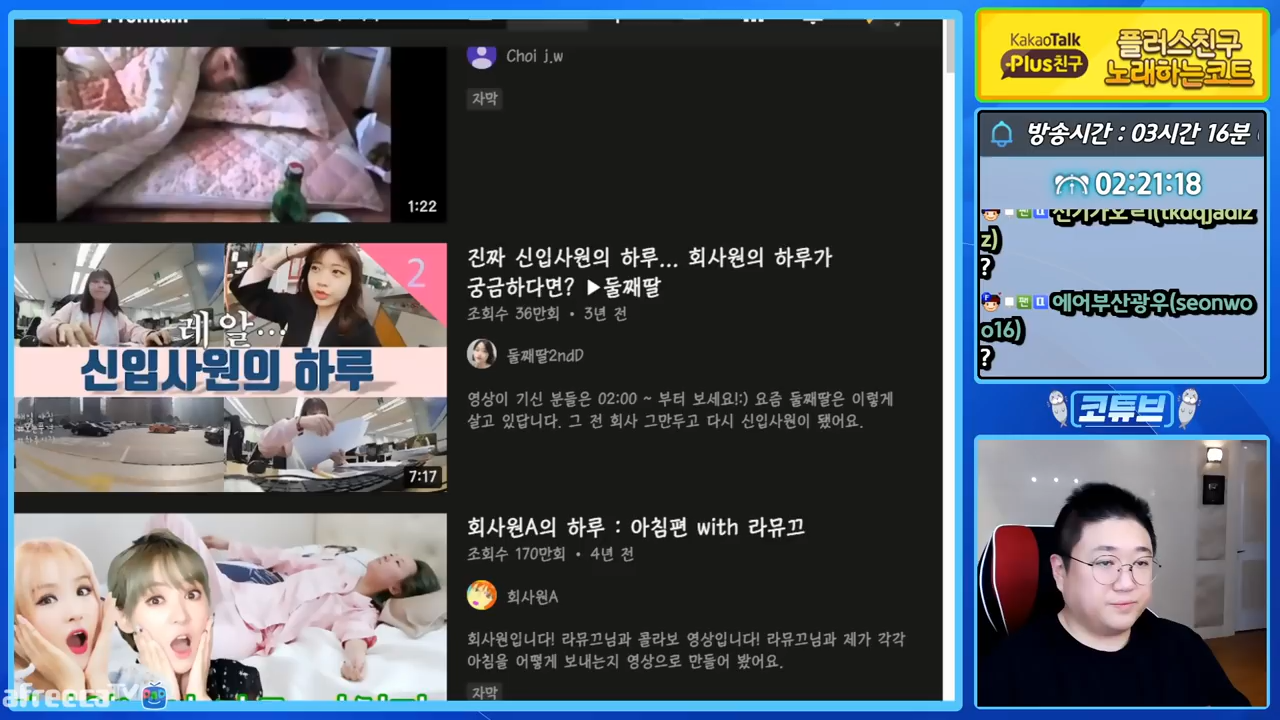 Premium
Choi j.w
자막
1:22
진짜 신입사원의 하루... 회사원의 하루가
궁금하다면? ▶둘째딸
조회수 36만회 • 3년 전
둘째딸2ndD
영상이 기신 분들은 02:00 ~ 부터 보세요!:) 요즘 둘째딸은 이렇게
살고 있답니다. 그 전 회사 그만두고 다시 신입사원이 됐어요.
2
레알...
신입사원의 하루
7:17
회사원A의 하루 : 아침편 with 라뮤끄
조회수 170만회 • 4년 전
회사원A
회사원입니다! 라뮤끄님과 콜라보 영상입니다! 라뮤끄님과 제가 각각
아침을 어떻게 보내는지 영상으로 만들어 봤어요.
자막
afreecaTV
KakaoTalk
Plus친구
플러스친구
노래하는코트
방송시간 : 03시간 16분
02:21:18
z)
?
에어부산광우(seonwo
o16)
?
코튜브